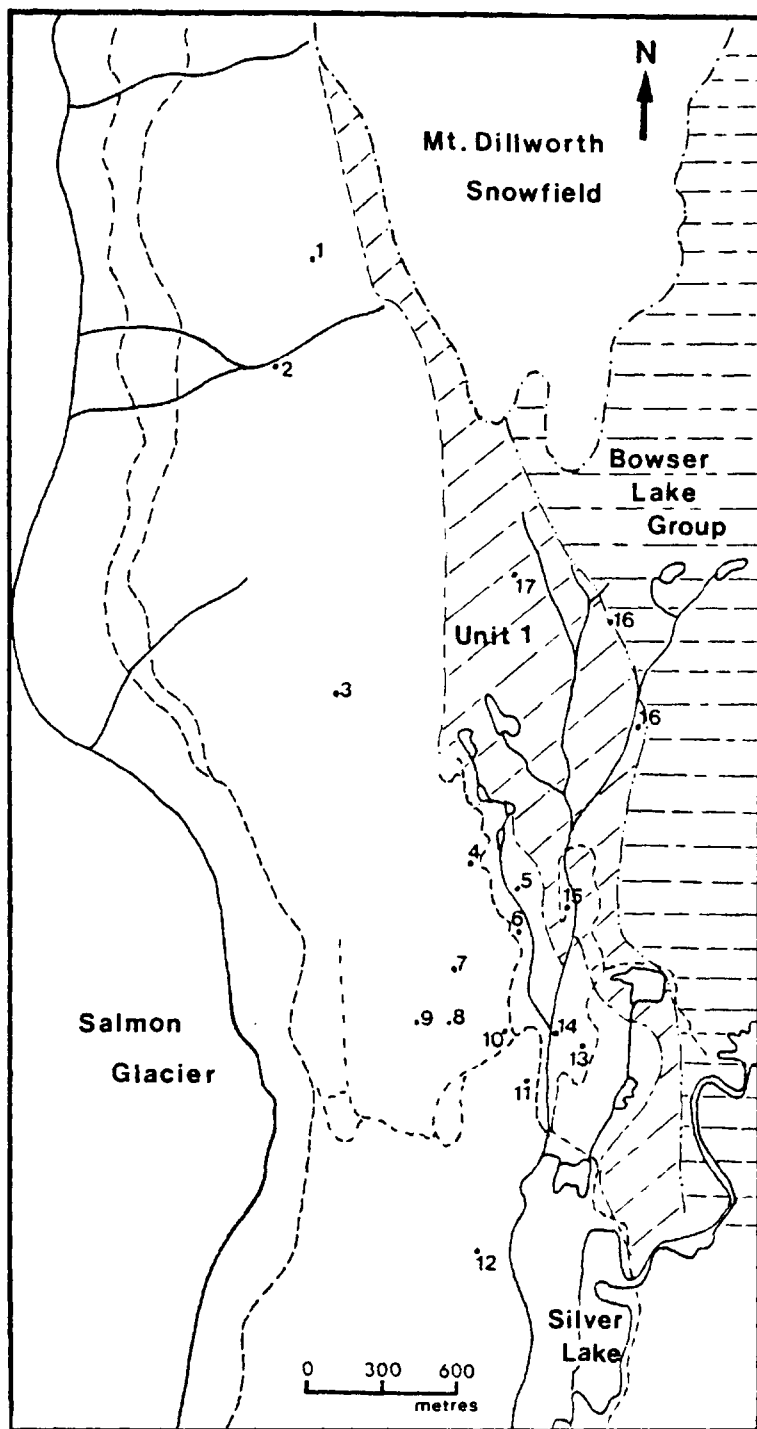 N
Mt. Dillworth
Snowfield
1
2
Bowser
Lake
Group
17
Unit 1
16
3
16
4
5
15
6
7
Salmon
Glacier
9
8
10
14
13
11
12
Silver
Lake
0 300 600
metres